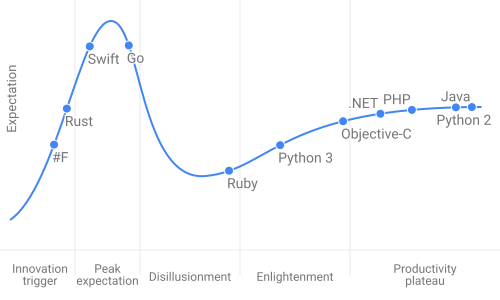 Expectation
Swift
Go
Rust
#F
Ruby
Python 3
.NET
PHP
Objective-C
Java
Python 2
Innovation
trigger
Peak
expectation
Disillusionment
Enlightenment
Productivity
plateau